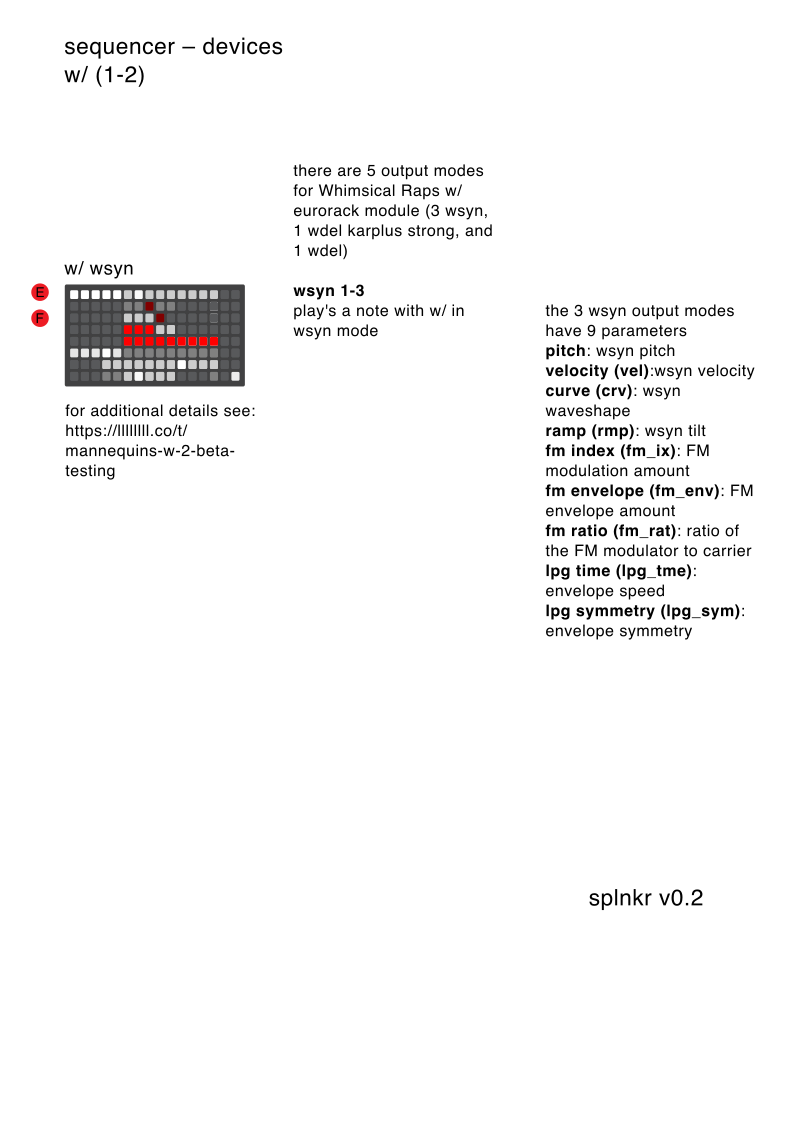 sequencer – devices
w/ (1-2)
there are 5 output modes
for Whimsical Raps w/
eurorack module (3 wsyn,
1 wdel karplus strong, and
1 wdel)
w/ wsyn
E
F
for additional details see:
https://llllllll.co/t/
mannequins-w-2-beta-
testing
wsyn 1-3
play's a note with w/ in
wsyn mode
the 3 wsyn output modes
have 9 parameters
pitch: wsyn pitch
velocity (vel):wsyn velocity
curve (crv): wsyn
waveshape
ramp (rmp): wsyn tilt
fm index (fm_ix): FM
modulation amount
fm envelope (fm_env): FM
envelope amount
fm ratio (fm_rat): ratio of
the FM modulator to carrier
lpg time (lpg_tme):
envelope speed
lpg symmetry (lpg_sym):
envelope symmetry
splnkr v0.2